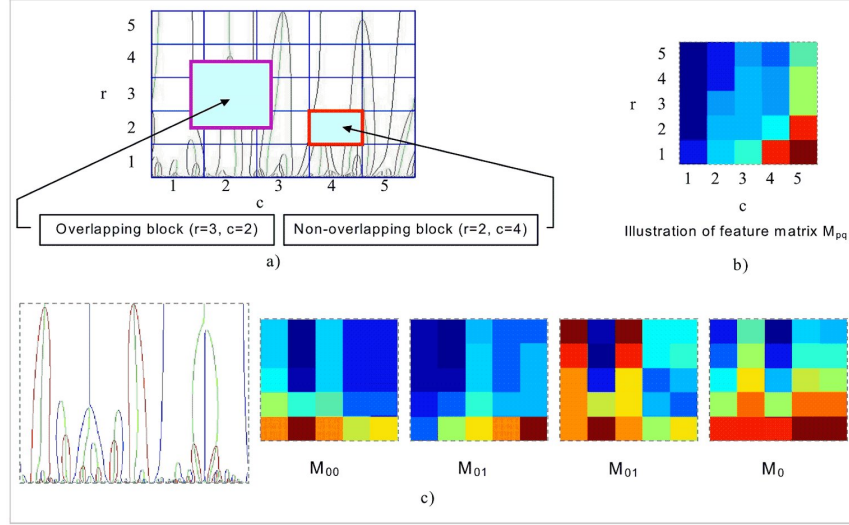 5
4
r
3
2
1
1 2 3 4 5
c
Overlapping block (r=3, c=2)
Non-overlapping block (r=2, c=4)
a)
5
4
r
3
2
1
1 2 3 4 5
c
Illustration of feature matrix Mpq
b)
M00
M01
M01
M0
c)